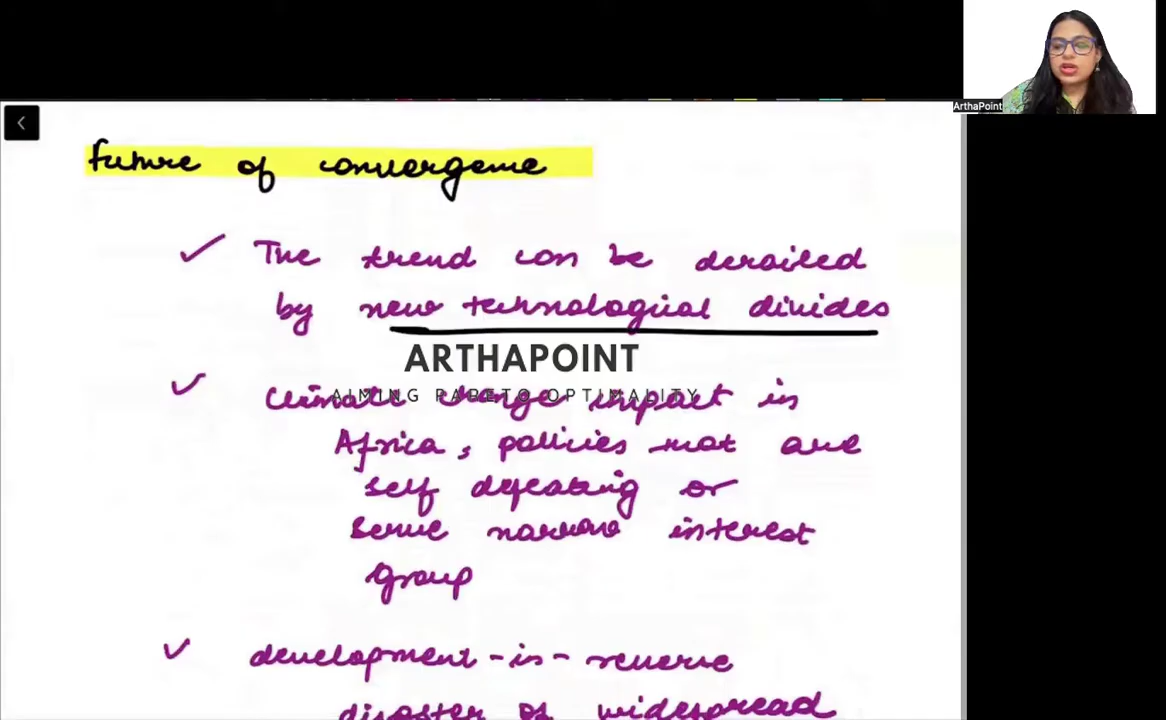 ArthaPoint
future of convergence
The trend can be derailed
by new technological divides
ARTHAPOINT
AIMING PARETO OPTIMALITY
climate change impact in
Africa, policies that are
self defeating or
serve narrow interest
group
development-in-reverse
disaster of widespread